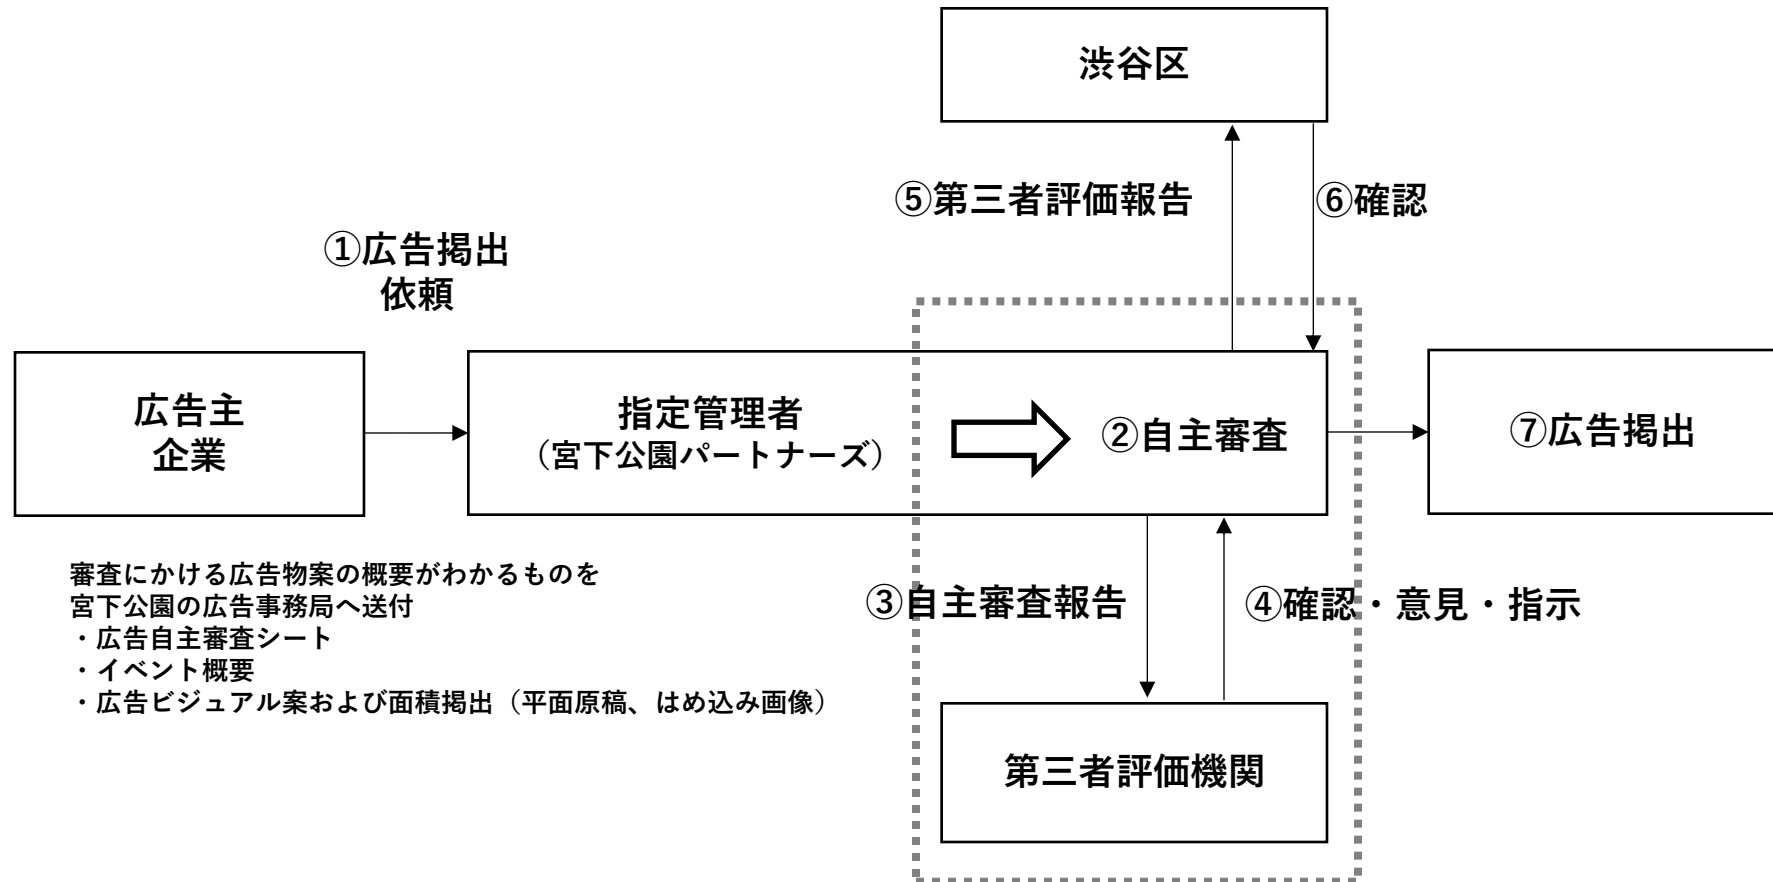 渋谷区
⑤第三者評価報告
⑥確認
①広告掲出
依頼
広告主
企業
指定管理者
（宮下公園パートナーズ）
②自主審査
⑦広告掲出
審査にかける広告物案の概要がわかるものを
宮下公園の広告事務局へ送付
・広告自主審査シート
・イベント概要
・広告ビジュアル案および面積掲出（平面原稿、はめ込み画像）
③自主審査報告
④確認・意見・指示
第三者評価機関